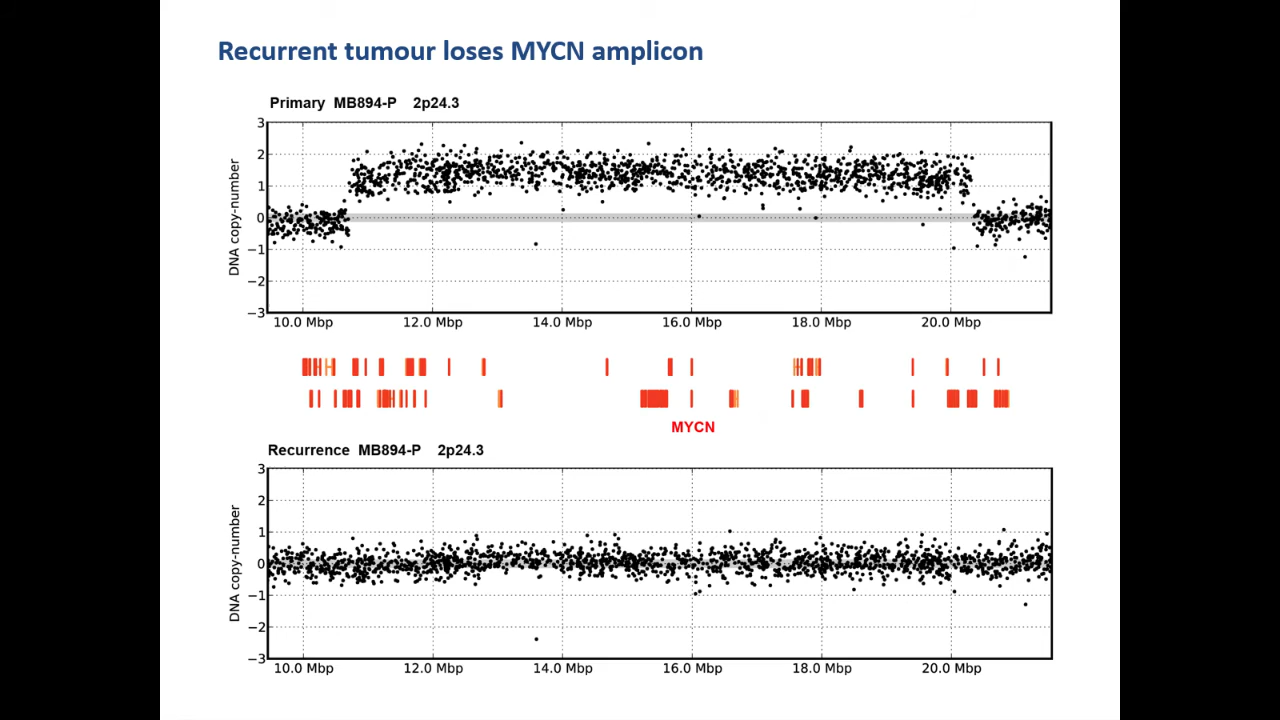 Recurrent tumour loses MYCN amplicon
Primary MB894-P 2p24.3
DNA copy-number
3
2
1
0
−1
−2
−3
10.0 Mbp 12.0 Mbp 14.0 Mbp 16.0 Mbp 18.0 Mbp 20.0 Mbp
MYCN
Recurrence MB894-P 2p24.3
DNA copy-number
3
2
1
0
−1
−2
−3
10.0 Mbp 12.0 Mbp 14.0 Mbp 16.0 Mbp 18.0 Mbp 20.0 Mbp